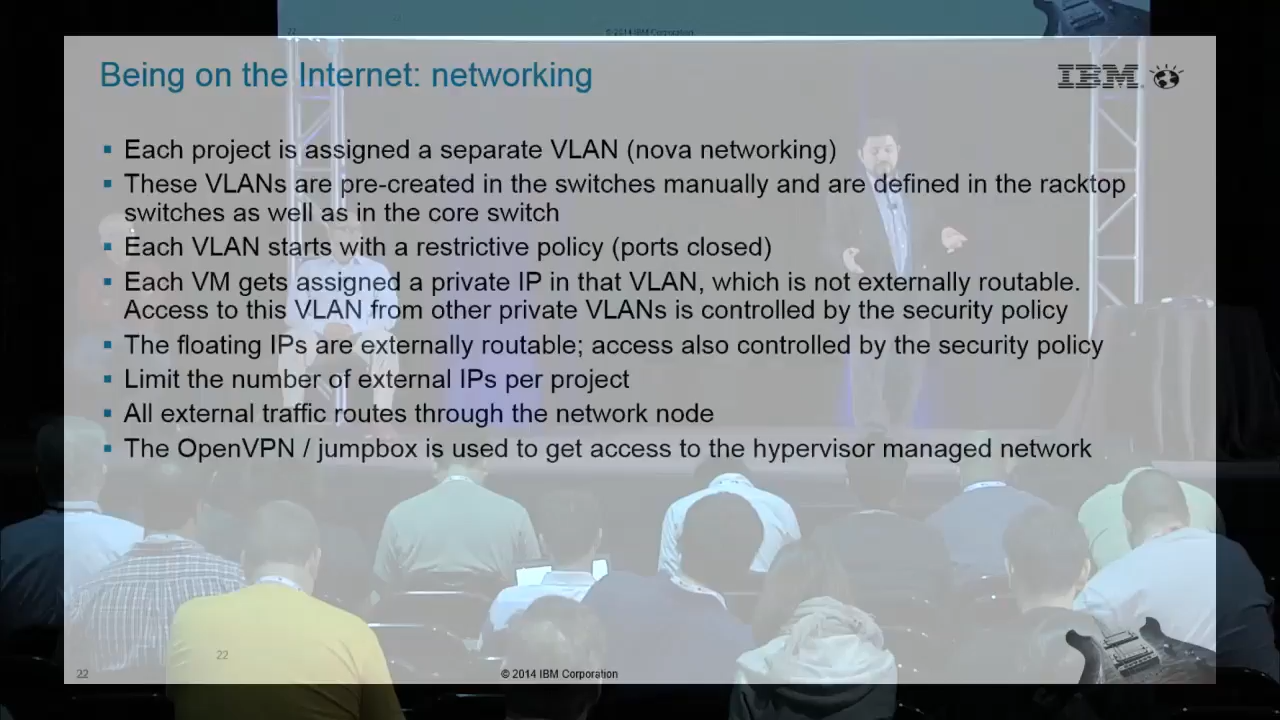 22
© 2014 IBM Corporation
Being on the Internet: networking
IBM
Each project is assigned a separate VLAN (nova networking)
These VLANs are pre-created in the switches manually and are defined in the racktop
switches as well as in the core switch
Each VLAN starts with a restrictive policy (ports closed)
Each VM gets assigned a private IP in that VLAN, which is not externally routable.
Access to this VLAN from other private VLANs is controlled by the security policy
The floating IPs are externally routable; access also controlled by the security policy
Limit the number of external IPs per project
All external traffic routes through the network node
The OpenVPN / jumpbox is used to get access to the hypervisor managed network
22
22
© 2014 IBM Corporation